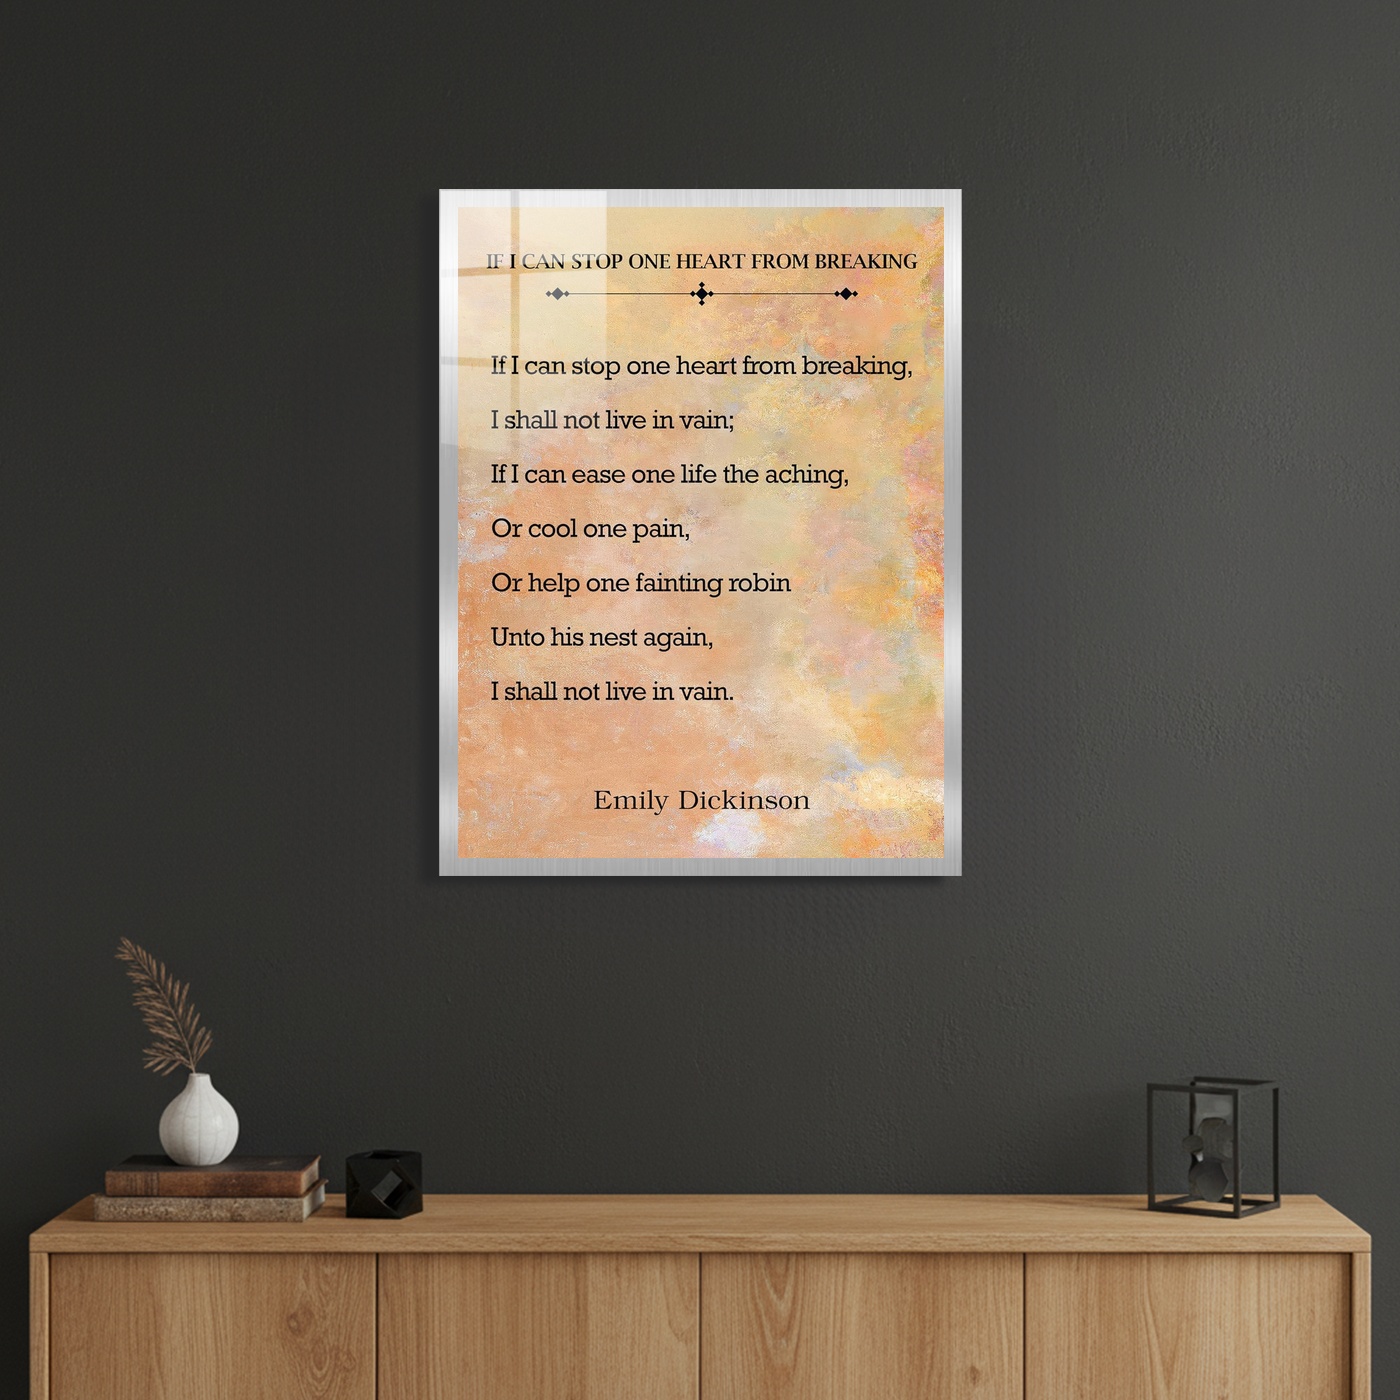 IF I CAN STOP ONE HEART FROM BREAKING
If I can stop one heart from breaking,
I shall not live in vain;
If I can ease one life the aching,
Or cool one pain,
Or help one fainting robin
Unto his nest again,
I shall not live in vain.
Emily Dickinson